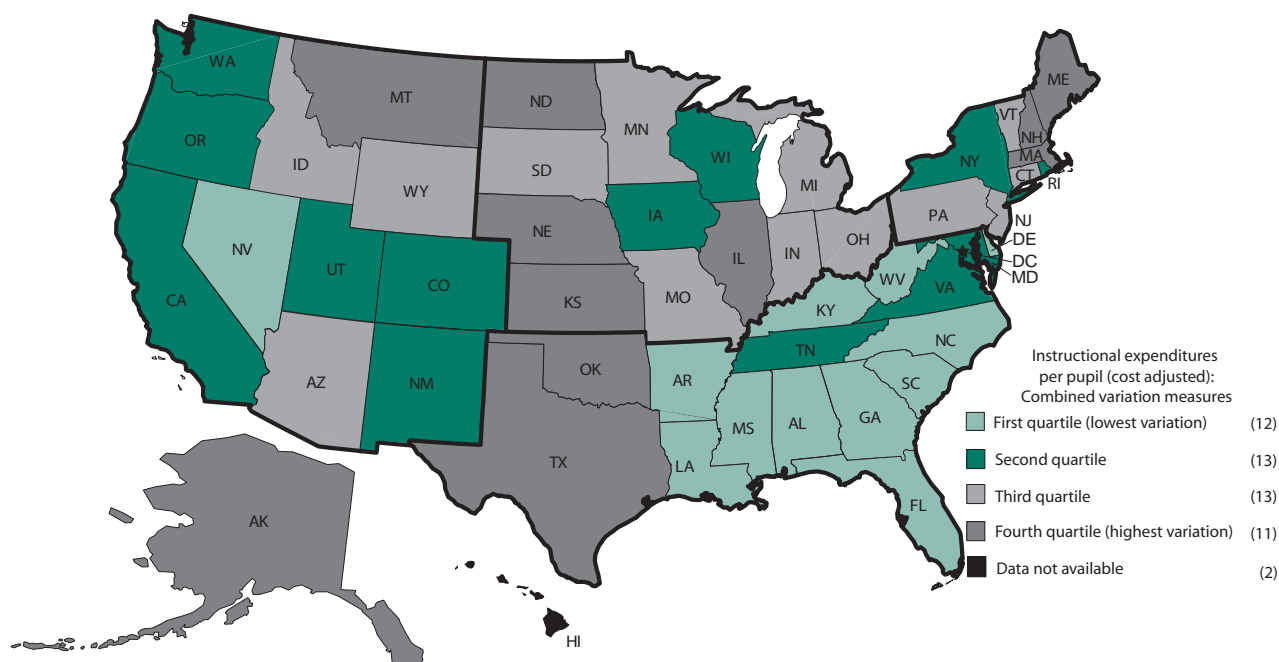 WA
MT
ND
MN
ME
VT
NH
MA
NY
CT
RI
OR
ID
SD
WI
MI
WY
IA
PA
NJ
DE
DC
MD
NV
UT
CO
NE
IL
IN
OH
WV
VA
CA
KS
MO
KY
NC
TN
AZ
NM
OK
AR
SC
MS
AL
GA
TX
LA
FL
AK
HI
Instructional expenditures
per pupil (cost adjusted):
Combined variation measures
First quartile (lowest variation) (12)
Second quartile (13)
Third quartile (13)
Fourth quartile (highest variation) (11)
Data not available (2)